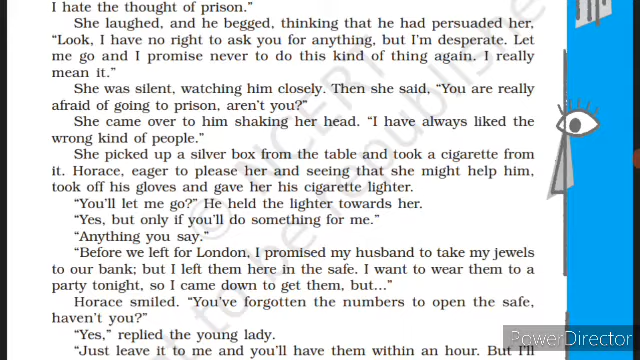 I hate the thought of prison."
She laughed, and he begged, thinking that he had persuaded her,
"Look, I have no right to ask you for anything, but I'm desperate. Let
me go and I promise never to do this kind of thing again. I really
mean it."
She was silent, watching him closely. Then she said, "You are really
afraid of going to prison, aren't you?"
She came over to him shaking her head. "I have always liked the
wrong kind of people."
She picked up a silver box from the table and took a cigarette from
it. Horace, eager to please her and seeing that she might help him,
took off his gloves and gave her his cigarette lighter.
"You'll let me go?" He held the lighter towards her.
"Yes, but only if you'll do something for me."
"Anything you say."
"Before we left for London, I promised my husband to take my jewels
to our bank; but I left them here in the safe. I want to wear them to a
party tonight, so I came down to get them, but..."
Horace smiled. "You've forgotten the numbers to open the safe,
haven't you?"
"Yes," replied the young lady.
"Just leave it to me and you'll have them within an hour. But I'll
© NCERT
not to be republished
PowerDirector